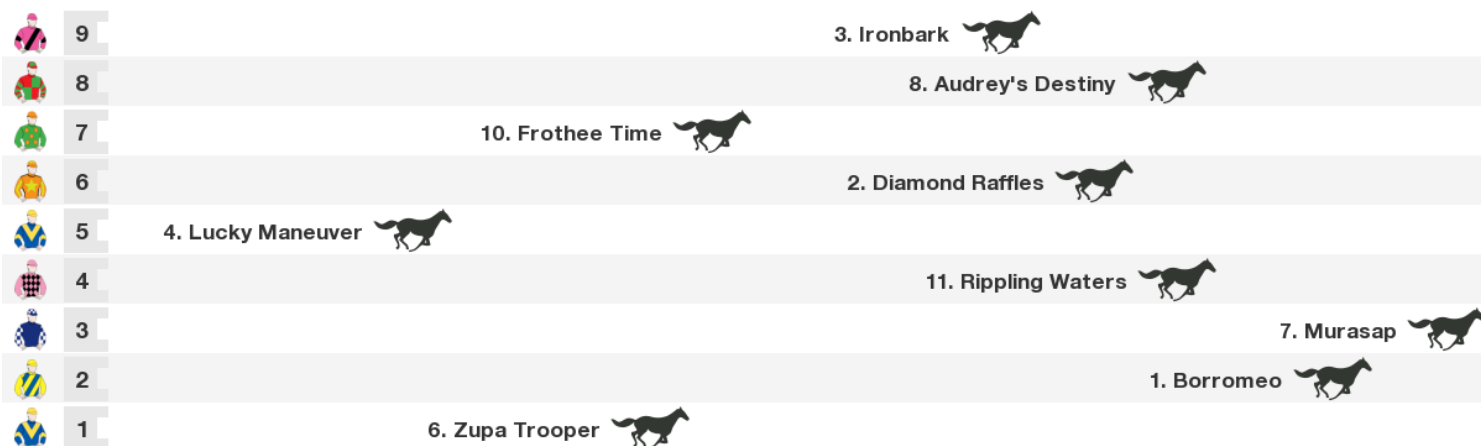 9 3. Ironbark
8 8. Audrey's Destiny
7 10. Frothee Time
6 2. Diamond Raffles
5 4. Lucky Maneuver
4 11. Rippling Waters
3 7. Murasap
2 1. Borromeo
1 6. Zupa Trooper